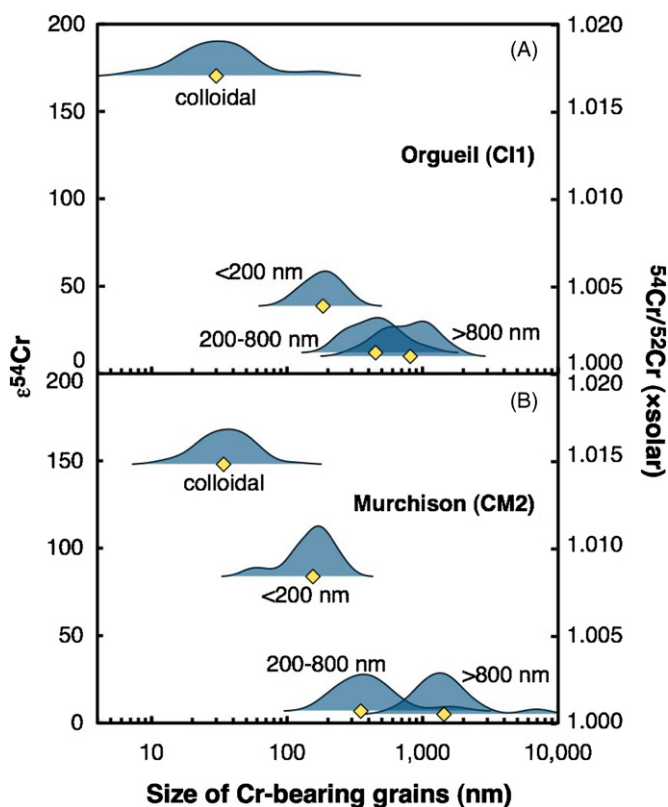 200
150
100
50
0
(A)
colloidal
Orgueil (CI1)
<200 nm
200-800 nm
>800 nm
1.020
1.015
1.010
1.005
1.000
200
150
100
50
0
(B)
colloidal
Murchison (CM2)
<200 nm
200-800 nm
>800 nm
1.020
1.015
1.010
1.005
1.000
ε⁵⁴Cr
⁵⁴Cr/⁵²Cr (×solar)
10
100
1,000
10,000
Size of Cr-bearing grains (nm)